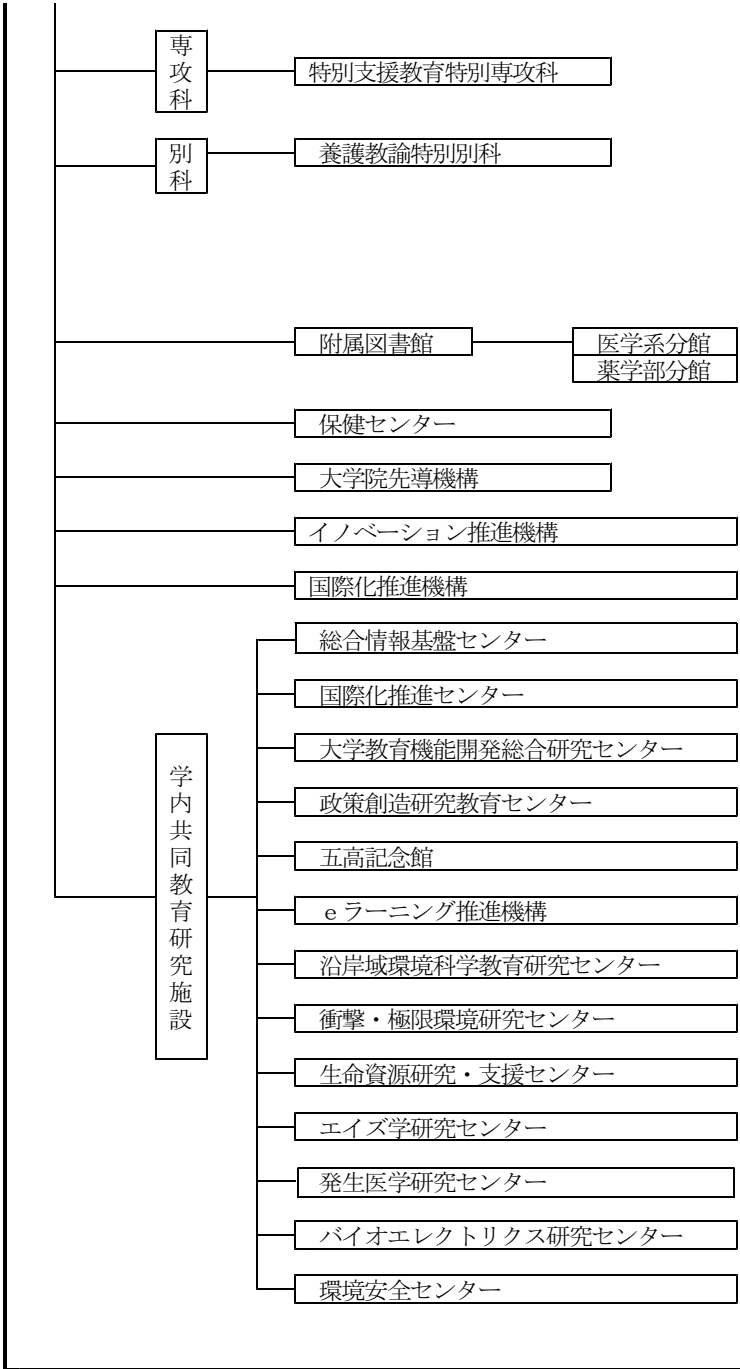 専攻科
特別支援教育特別専攻科
別科
養護教諭特別別科
附属図書館
医学系分館
薬学部分館
保健センター
大学院先導機構
イノベーション推進機構
国際化推進機構
学内共同教育研究施設
総合情報基盤センター
国際化推進センター
大学教育機能開発総合研究センター
政策創造研究教育センター
五高記念館
ｅラーニング推進機構
沿岸域環境科学教育研究センター
衝撃・極限環境研究センター
生命資源研究・支援センター
エイズ学研究センター
発生医学研究センター
バイオエレクトリクス研究センター
環境安全センター